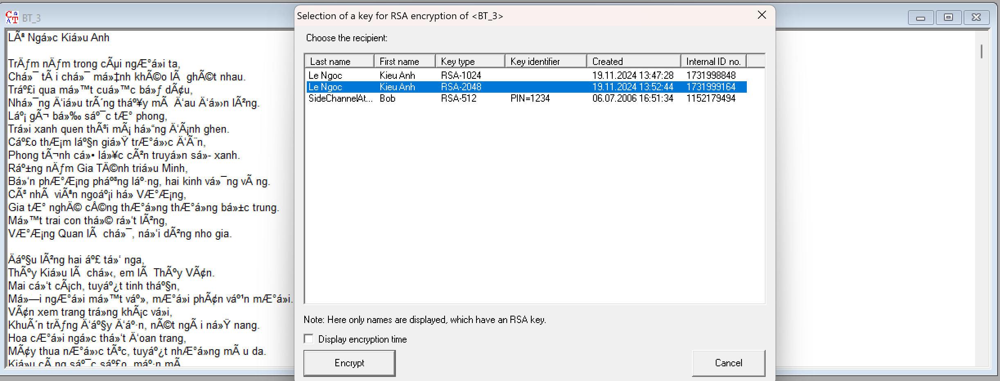 BT_3
LÃª Ngá»c Kiá»u Anh
TrÄƒm nÄƒm trong cÃµi ngÆ°á»i ta,
Chá»¯ tÃ i chá»¯ má»‡nh khÃ©o lÃ  ghÃ©t nhau.
Tráº£i qua má»™t cuá»™c bá»ƒ dÃ¢u,
Nhá»¯ng Ä‘iá»u trÃ´ng tháº¥y mÃ  Ä‘au Ä‘á»›n lÃ²ng.
Láº¡ gÃ¬ bá»‰ sáº¯c tÆ° phong,
Trá»i xanh quen thÃ³i mÃ¡ há»“ng Ä‘Ã¡nh ghen.
Cáº£o thÆ¡m láº§n giá»Ÿ trÆ°á»›c Ä‘Ã¨n,
Phong tÃ¬nh cá»• lá»¥c cÃ²n truyá»n sá»­ xanh.
Ráº±ng nÄƒm Gia TÄ©nh triá»u Minh,
Bá»‘n phÆ°Æ¡ng pháº³ng láº·ng, hai kinh vá»¯ng vÃ ng.
CÃ³ nhÃ  viÃªn ngoáº¡i há» VÆ°Æ¡ng,
Gia tÆ° nghÄ© cÅ©ng thÆ°á»ng thÆ°á»ng bá»±c trung.
Má»™t trai con thá»© rá»‘t lÃ²ng,
VÆ°Æ¡ng Quan lÃ  chá»¯, ná»‘i dÃ²ng nho gia.
Äáº§u lÃ²ng hai áº£ tá»‘ nga,
ThÃºy Kiá»u lÃ  chá»‹, em lÃ  ThÃºy VÃ¢n.
Mai cá»‘t cÃ¡ch, tuyáº¿t tinh tháº§n,
Má»—i ngÆ°á»i má»™t váº», mÆ°á»i phÃ¢n váº¹n mÆ°á»i.
VÃ¢n xem trang trá»ng khÃ¡c vá»i,
KhuÃ´n trÄƒng Ä‘áº§y Ä‘áº·n, nÃ©t ngÃ i ná»Ÿ nang.
Hoa cÆ°á»i ngá»c thá»‘t Ä‘oan trang,
MÃ¢y thua nÆ°á»›c tÃ³c, tuyáº¿t nhÆ°á»ng mÃ u da.
Kiá»u cÃ ng sáº¯c sáº£o, máº·n mÃ
Selection of a key for RSA encryption of <BT_3>
Choose the recipient:
Last name First name Key type Key identifier Created Internal ID no.
Le Ngoc Kieu Anh RSA-1024 19.11.2024 13:47:28 1731998848
Le Ngoc Kieu Anh RSA-2048 19.11.2024 13:52:44 1731999164
SideChannelAt... Bob RSA-512 PIN=1234 06.07.2006 16:51:34 1152179494
Note: Here only names are displayed, which have an RSA key.
Display encryption time
Encrypt Cancel